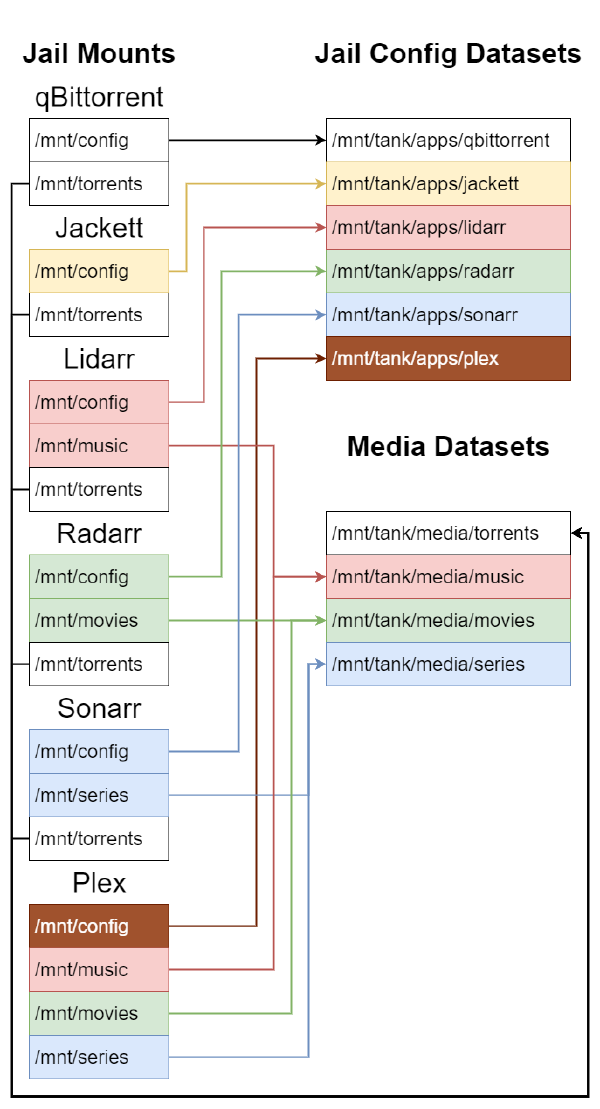 Jail Mounts
qBittorrent
/mnt/config
/mnt/torrents
Jackett
/mnt/config
/mnt/torrents
Lidarr
/mnt/config
/mnt/music
/mnt/torrents
Radarr
/mnt/config
/mnt/movies
/mnt/torrents
Sonarr
/mnt/config
/mnt/series
/mnt/torrents
Plex
/mnt/config
/mnt/music
/mnt/movies
/mnt/series
Jail Config Datasets
/mnt/tank/apps/qbittorrent
/mnt/tank/apps/jackett
/mnt/tank/apps/lidarr
/mnt/tank/apps/radarr
/mnt/tank/apps/sonarr
/mnt/tank/apps/plex
Media Datasets
/mnt/tank/media/torrents
/mnt/tank/media/music
/mnt/tank/media/movies
/mnt/tank/media/series